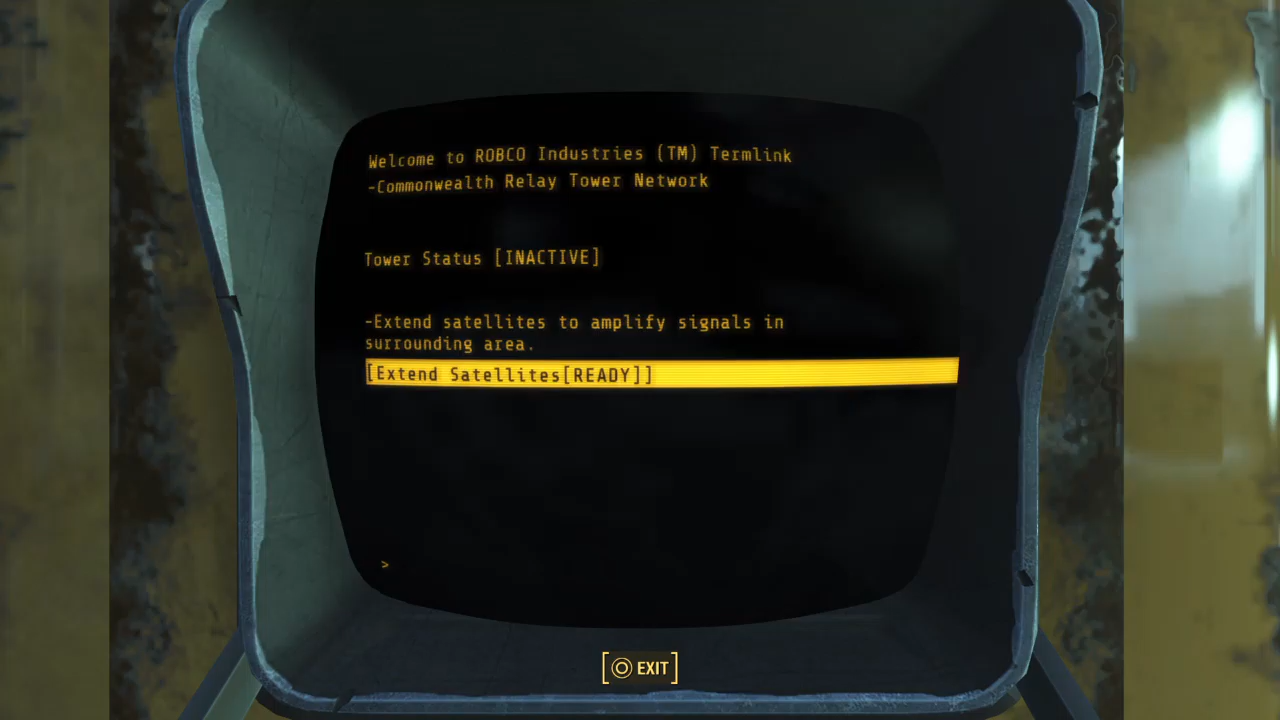 Welcome to ROBCO Industries (TM) Termlink
-Commonwealth Relay Tower Network
Tower Status [INACTIVE]
-Extend satellites to amplify signals in
surrounding area.
[Extend Satellites[READY]]
>
[ EXIT]